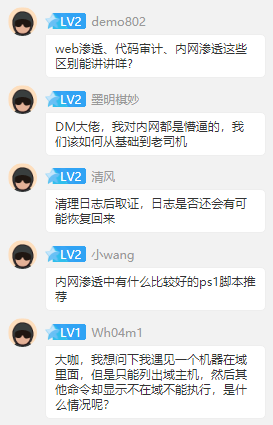 LV2 demo802
web渗透、代码审计、内网渗透这些
区别能讲讲咩?
LV2 墨明棋妙
DM大佬，我对内网都是懵逼的，我
们该如何从基础到老司机
LV2 清风
清理日志后取证，日志是否还会有可
能恢复回来
LV2 小wang
内网渗透中有什么比较好的ps1脚本推
荐
LV1 Wh04m1
大咖，我想问下我遇见一个机器在域
里面，但是只能列出域主机，然后其
他命令却显示不在域不能执行，是什
么情况呢?